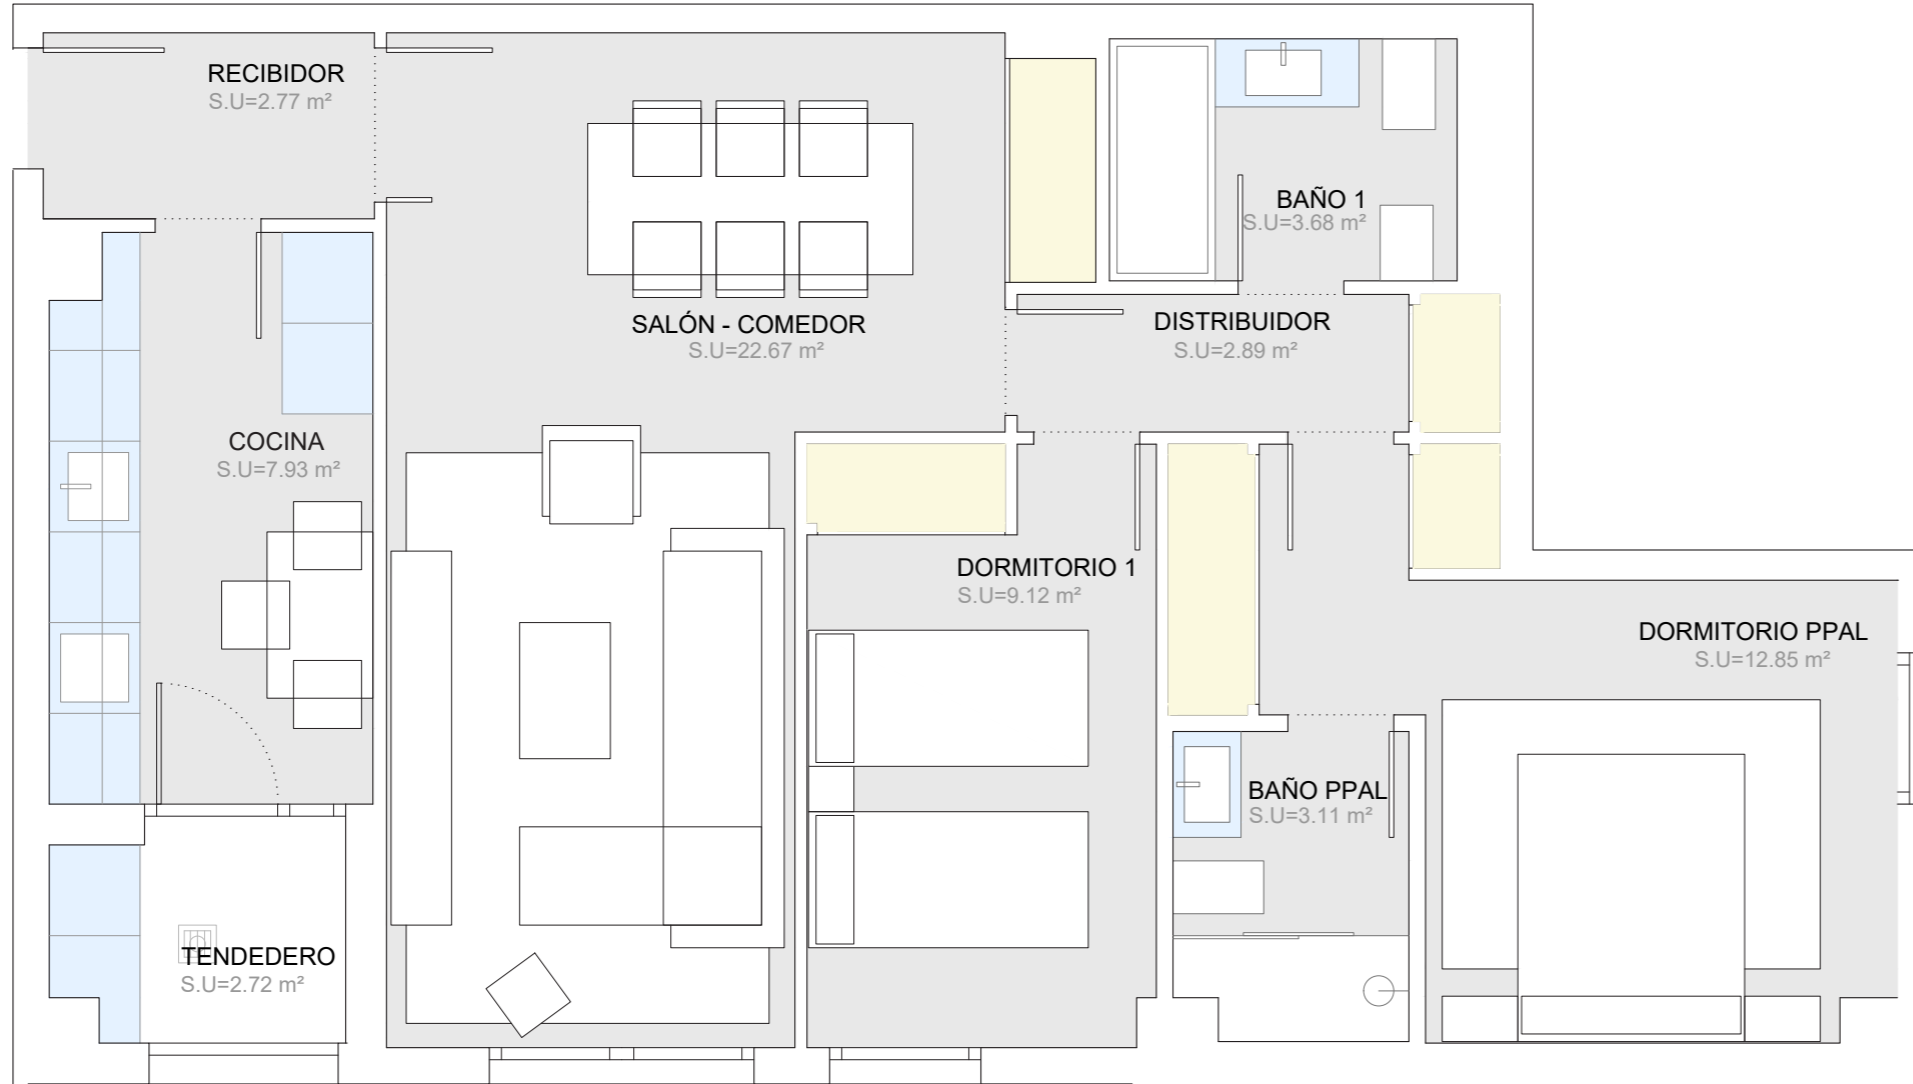 RECIBIDOR
S.U=2.77 m²
BAÑO 1
S.U=3.68 m²
SALÓN - COMEDOR
S.U=22.67 m²
DISTRIBUIDOR
S.U=2.89 m²
COCINA
S.U=7.93 m²
DORMITORIO 1
S.U=9.12 m²
DORMITORIO PPAL
S.U=12.85 m²
BAÑO PPAL
S.U=3.11 m²
TENDEDERO
S.U=2.72 m²